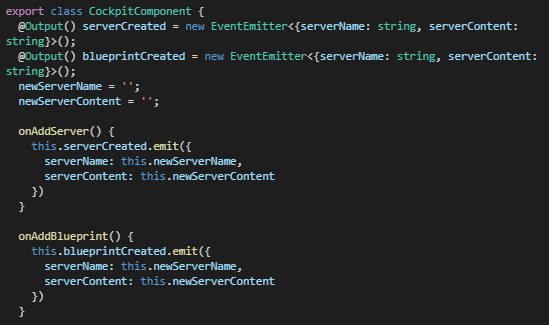 export class CockpitComponent {
@Output() serverCreated = new EventEmitter<{serverName: string, serverContent:
string}>();
@Output() blueprintCreated = new EventEmitter<{serverName: string, serverContent:
string}>();
newServerName = '';
newServerContent = '';
onAddServer() {
this.serverCreated.emit({
serverName: this.newServerName,
serverContent: this.newServerContent
})
}
onAddBlueprint() {
this.blueprintCreated.emit({
serverName: this.newServerName,
serverContent: this.newServerContent
})
}